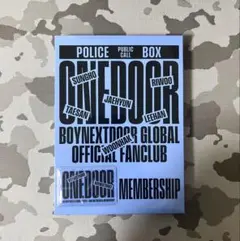 POLICE PUBLIC CALL BOX
ONEDOOR
SUNGHO
RIWOO
JAEHYUN
TAESAN
LEEHAN
BOYNEXTDOOR GLOBAL
WOONHAK
OFFICIAL FANCLUB
ONEDOOR
MEMBERSHIP